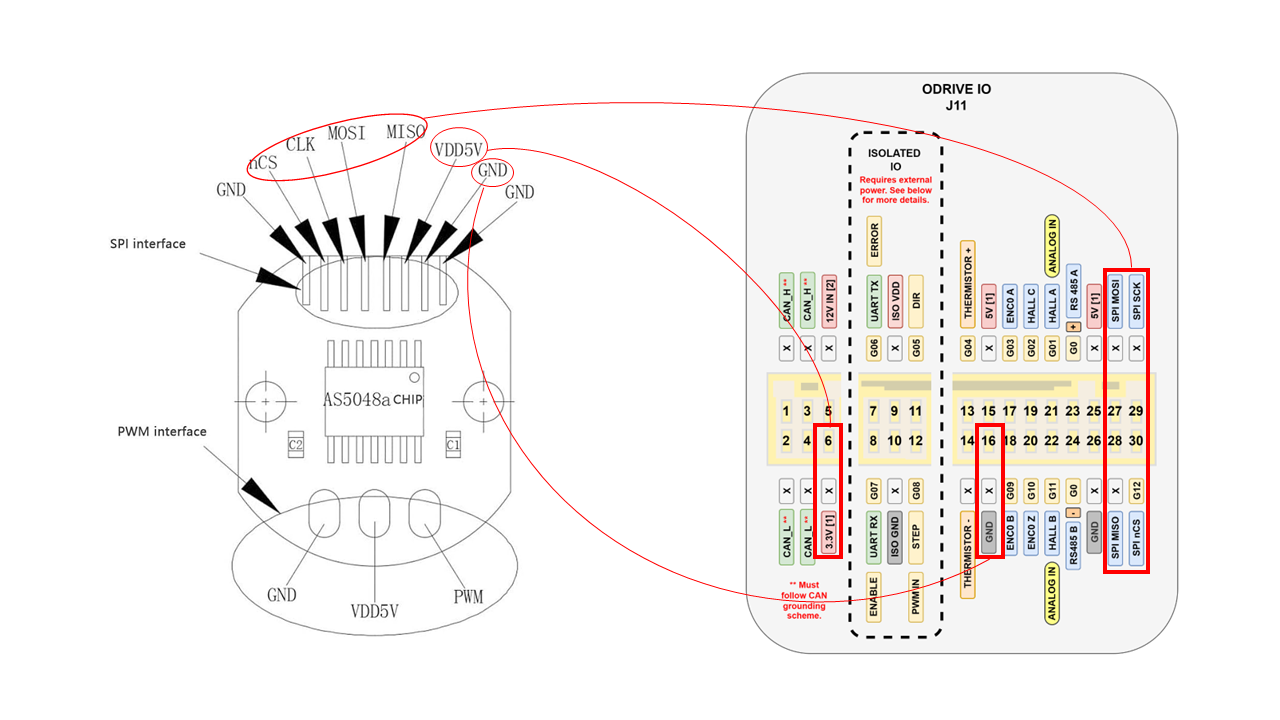 nCS
CLK
MOSI
MISO
VDD5V
GND
GND
GND
SPI interface
AS5048a CHIP
PWM interface
C2
C1
GND
VDD5V
PWM
ODRIVE IO
J11
ISOLATED
IO
Requires external
power. See below
for more details.
ERROR
ANALOG IN
CAN_H **
CAN_H **
12V IN [2]
UART TX
ISO VDD
DIR
THERMISTOR +
5V [1]
ENC0 A
HALL C
HALL A
RS 485 A
+
5V [1]
SPI MOSI
SPI SCK
X
X
X
G06
X
G05
G04
X
G03
G02
G01
G0
X
X
X
1 3 5 7 9 11 13 15 17 19 21 23 25 27 29
2 4 6 8 10 12 14 16 18 20 22 24 26 28 30
X
X
X
G07
X
G08
X
X
G09
G10
G11
G0
X
X
G12
CAN_L **
CAN_L **
3.3V [1]
UART RX
ISO GND
STEP
THERMISTOR -
GND
ENC0 B
ENC0 Z
HALL B
-
RS485 B
GND
SPI MISO
SPI nCS
ENABLE
PWM IN
ANALOG IN
** Must
follow CAN
grounding
scheme.